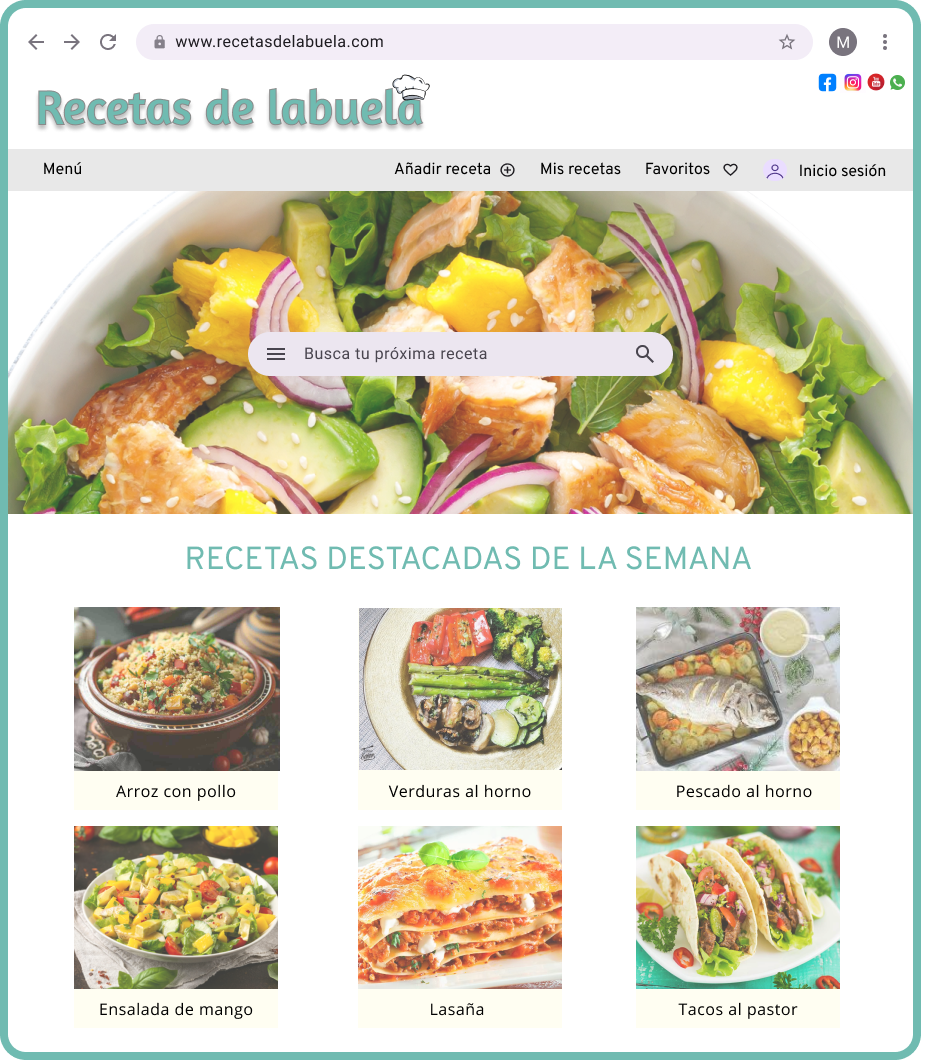 www.recetasdelabuela.com
M
Recetas de labuela
Menú
Añadir receta
Mis recetas
Favoritos
Inicio sesión
Busca tu próxima receta
RECETAS DESTACADAS DE LA SEMANA
Arroz con pollo
Verduras al horno
Pescado al horno
Ensalada de mango
Lasaña
Tacos al pastor